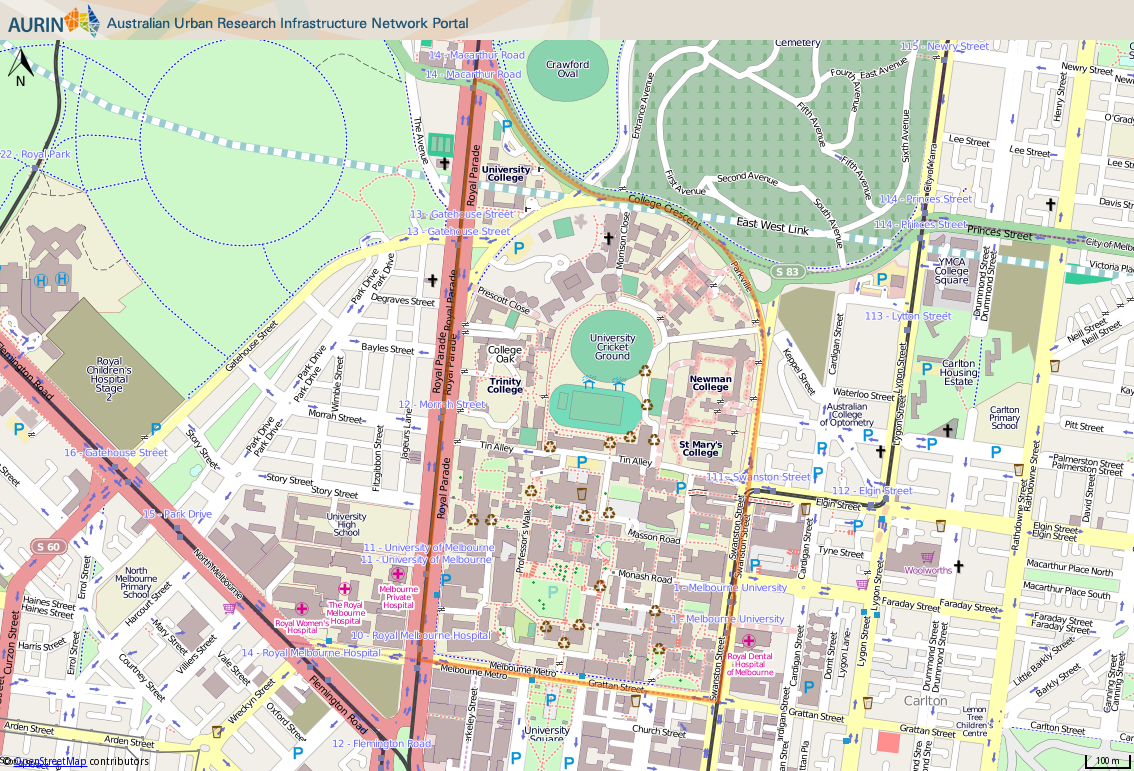 AURIN Australian Urban Research Infrastructure Network Portal
N
14 - Macarthur Road
14 - Macarthur Road
Crawford
Oval
Cemetery
115 - Newry Street
Newry Street
Fourth East Avenue
Entrance Avenue
Fifth Avenue
Avenue
Sixth Avenue
Henry Street
O'Grady
The Avenue
Royal Parade
P
22 - Royal Park
University
College
Lee Street
Lee Street
Lee St
Fifth Avenue
First Avenue
Second Avenue
South Avenue
114 - Princes Street
Davis Str
College Crescent
East West Link
13 - Gatehouse Street
13 - Gatehouse Street
114 - Princes Street
Princes Street
City of Melbo
Morrison Close
P
H H
YMCA
College
Square
Victoria Pla
Parkville
S 83
P
Drummond Street
Drummond Street
Park Drive
Park Drive
Degraves Street
Prescott Close
Royal Parade
113 - Lytton Street
Neill Street
Neill Street
Gatehouse Street
Cardigan Street
University
Cricket
Ground
Keppel Street
Royal
Children's
Hospital
Stage
2
Bayles Street
College
Oak
Trinity
College
Carlton
Housing
Estate
P
Flemington Road
Park Drive
Park Drive
Wimble Street
Newman
College
Waterloo Street
Lygon Street
Lygon Street
12 - Morrah Street
Morrah Street
Australian
College
of Optometry
Carlton
Primary
School
Pitt Street
P
P
Story Street
Park Drive
Park Drive
Fitzgibbon Street
Jageurs Lane
Tin Alley
Tin Alley
St Mary's
College
P
P
P
P
16 - Gatehouse Street
P
Palmerston Street
Palmerston Street
Rathdowne Street
Rathdowne Street
Royal Parade
P
P
111 - Swanston Street
112 - Elgin Street
Elgin Street
Story Street
Story Street
David Street
15 - Park Drive
University
High
School
Professor's Walk
Masson Road
P
Elgin Street
Elgin Street
Swanston Street
Swanston Street
Cardigan Street
Tyne Street
S 60
11 - University of Melbourne
11 - University of Melbourne
Woolworths
North Melbourne
Macarthur Place North
Macarthur Place South
P
P
Monash Road
P
1 - Melbourne University
North
Melbourne
Primary
School
Melbourne
Private
Hospital
Errol Street
The Royal
Melbourne
Hospital
Haines Street
Haines Street
Harcourt Street
Faraday Street
Faraday Street
Faraday Street
Faraday Street
Lygon Street
Royal Women's
Hospital
1 - Melbourne University
10 - Royal Melbourne Hospital
Harris Street
Mary Street
Villiers Street
14 - Royal Melbourne Hospital
Curzon Street
Errol Street
Royal Dental
Hospital
of Melbourne
Courtney Street
Vale Street
Melbourne Metro
Melbourne Metro
Grattan Street
Swanston Street
Cardigan Street
Dorrit Street
Lygon Lane
Lygon Street
Drummond Street
Drummond Street
Little Barkly Street
Barkly Street
Canning Street
P
P
Flemington Road
Wreckyn Street
Oxford Street
Carlton
Grattan Street
Grattan Street
Lemon
Tree
Children's
Centre
Carlton Street
Arden Street
Arden Street
Berkeley Street
University
Square
Church Street
12 - Flemington Road
P
P
P
© OpenStreetMap contributors
100 m